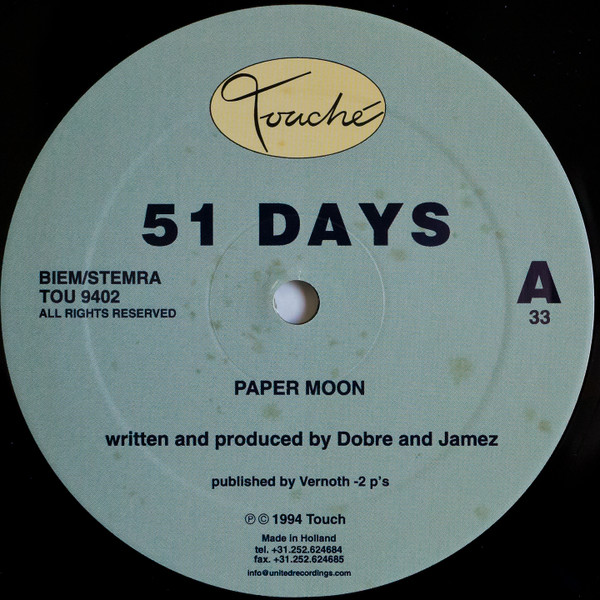 Touché
51 DAYS
BIEM/STEMRA
TOU 9402
ALL RIGHTS RESERVED
A
33
PAPER MOON
written and produced by Dobre and Jamez
published by Vernoth -2 p's
℗ © 1994 Touch
Made in Holland
tel. +31.252.624684
fax. +31.252.624685
info@unitedrecordings.com